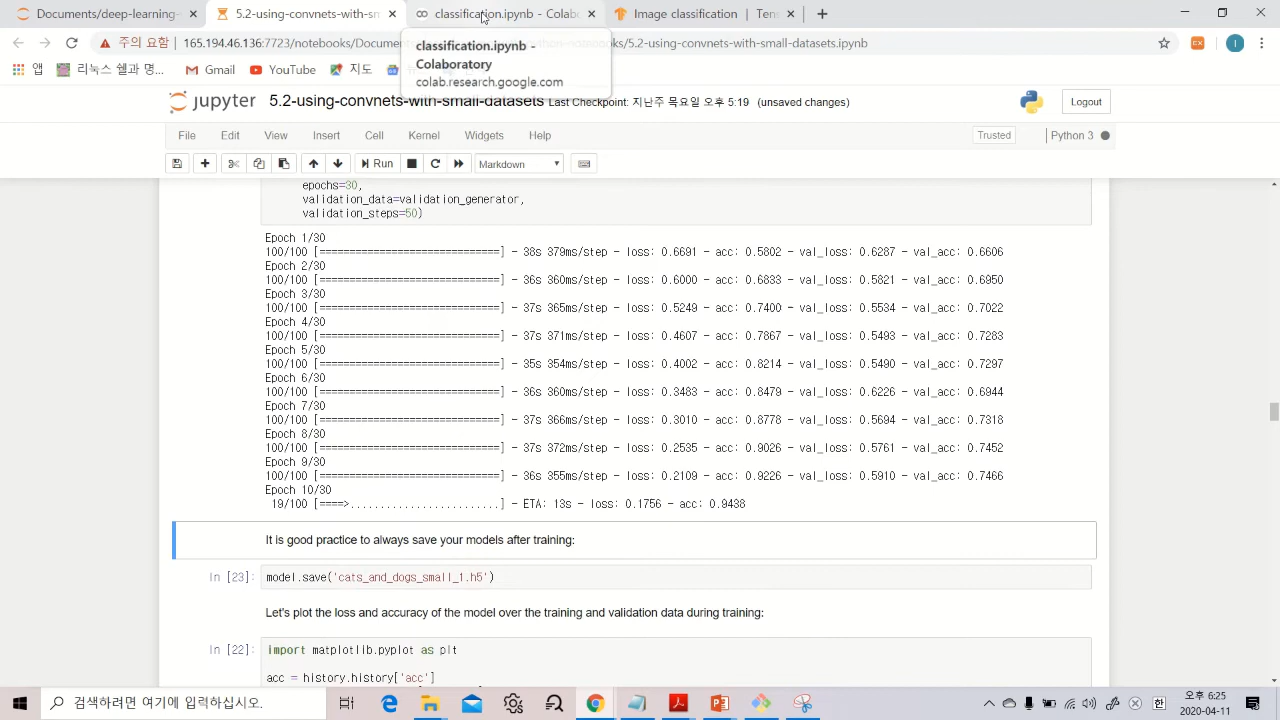 Documents/deep-learning-
5.2-using-convnets-with-sm
classification.ipynb - Colab
Image classification | Tens
주의 요함
165.194.46.136:7723/notebooks/Docume
-python-notebooks/5.2-using-convnets-with-small-datasets.ipynb
classification.ipynb -
Colaboratory
colab.research.google.com
앱
리눅스 쉘과 명...
Gmail
YouTube
지도
jupyter
5.2-using-convnets-with-small-datasets Last Checkpoint: 지난주 목요일 오후 5:19 (unsaved changes)
Logout
File Edit View Insert Cell Kernel Widgets Help
Trusted
Python 3
Run
Markdown
epochs=30,
validation_data=validation_generator,
validation_steps=50)
Epoch 1/30
100/100 [==============================] - 38s 379ms/step - loss: 0.6691 - acc: 0.5802 - val_loss: 0.6287 - val_acc: 0.6606
Epoch 2/30
100/100 [==============================] - 36s 360ms/step - loss: 0.6000 - acc: 0.6833 - val_loss: 0.5821 - val_acc: 0.6950
Epoch 3/30
100/100 [==============================] - 37s 365ms/step - loss: 0.5249 - acc: 0.7400 - val_loss: 0.5534 - val_acc: 0.7022
Epoch 4/30
100/100 [==============================] - 37s 371ms/step - loss: 0.4607 - acc: 0.7867 - val_loss: 0.5493 - val_acc: 0.7283
Epoch 5/30
100/100 [==============================] - 35s 354ms/step - loss: 0.4002 - acc: 0.8214 - val_loss: 0.5490 - val_acc: 0.7297
Epoch 6/30
100/100 [==============================] - 36s 360ms/step - loss: 0.3483 - acc: 0.8479 - val_loss: 0.6226 - val_acc: 0.6944
Epoch 7/30
100/100 [==============================] - 37s 366ms/step - loss: 0.3010 - acc: 0.8778 - val_loss: 0.5694 - val_acc: 0.7318
Epoch 8/30
100/100 [==============================] - 37s 372ms/step - loss: 0.2535 - acc: 0.9026 - val_loss: 0.5761 - val_acc: 0.7452
Epoch 9/30
100/100 [==============================] - 36s 355ms/step - loss: 0.2109 - acc: 0.9226 - val_loss: 0.5910 - val_acc: 0.7466
Epoch 10/30
19/100 [====>.........................] - ETA: 13s - loss: 0.1756 - acc: 0.9438
It is good practice to always save your models after training:
In [23]: model.save('cats_and_dogs_small_1.h5')
Let's plot the loss and accuracy of the model over the training and validation data during training:
In [22]: import matplotlib.pyplot as plt
acc = history.history['acc']
검색하려면 여기에 입력하십시오.
한
오후 6:25
2020-04-11